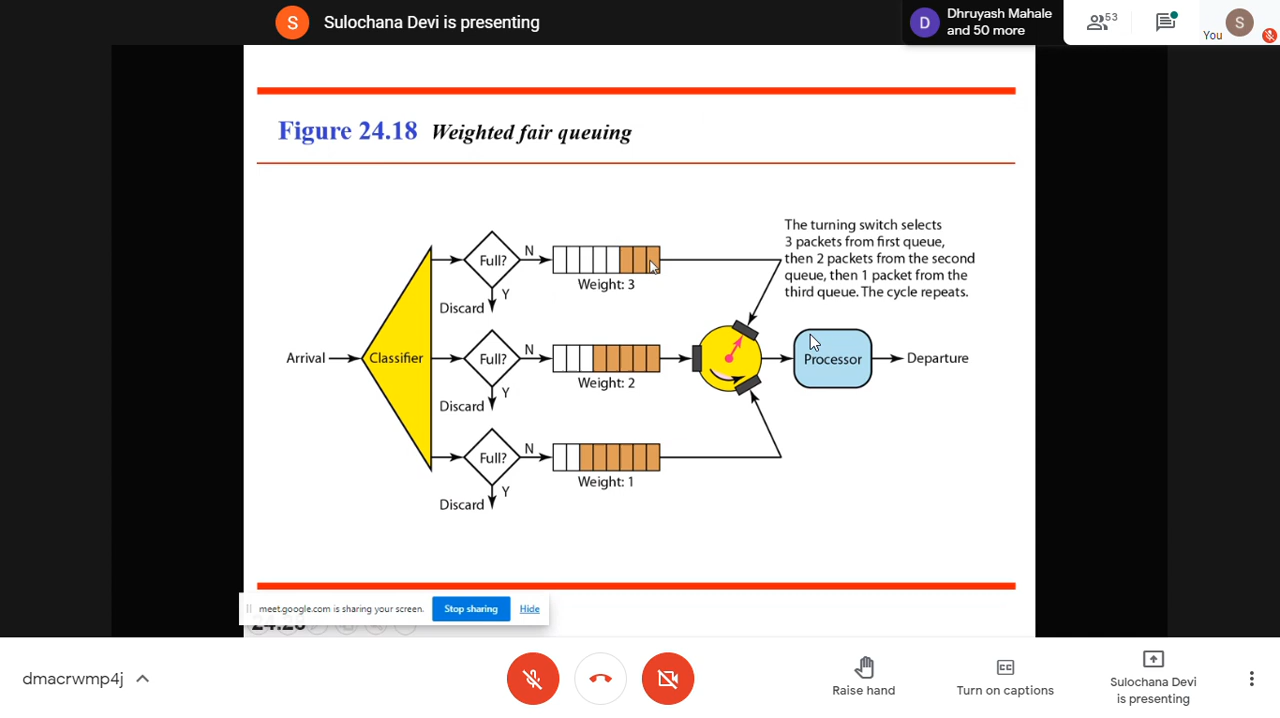 S Sulochana Devi is presenting
D Dhruyash Mahale
and 50 more
53
You
S
Figure 24.18 Weighted fair queuing
The turning switch selects
3 packets from first queue,
then 2 packets from the second
queue, then 1 packet from the
third queue. The cycle repeats.
Full?
N
Y
Discard
Weight: 3
Arrival
Classifier
Full?
N
Y
Discard
Weight: 2
Processor
Departure
Full?
N
Y
Discard
Weight: 1
meet.google.com is sharing your screen. Stop sharing Hide
dmacrwmp4j
Raise hand
Turn on captions
Sulochana Devi
is presenting